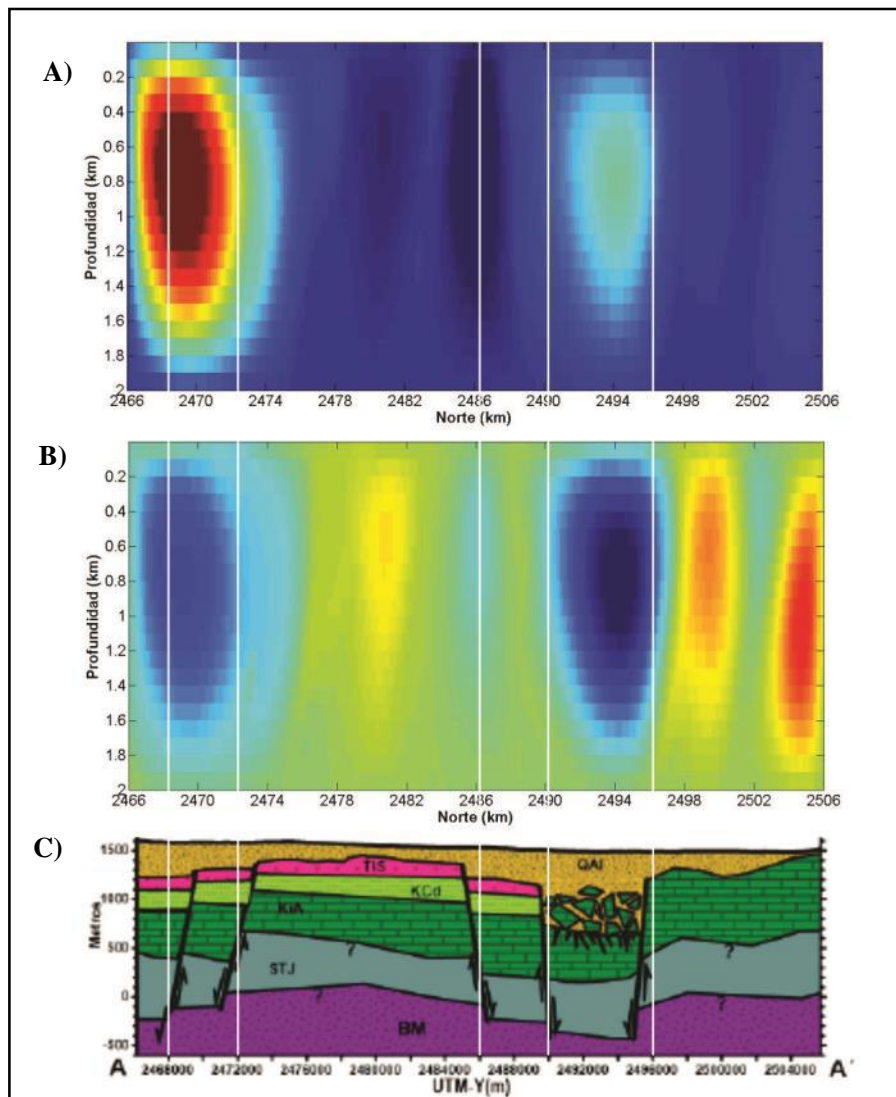 A)
0.2
0.4
0.6
0.8
1
1.2
1.4
1.6
1.8
2
Profundidad (km)
2466 2470 2474 2478 2482 2486 2490 2494 2498 2502 2506
Norte (km)
B)
0.2
0.4
0.6
0.8
1
1.2
1.4
1.6
1.8
2
Profundidad (km)
2466 2470 2474 2478 2482 2486 2490 2494 2498 2502 2506
Norte (km)
C)
1500
1000
500
0
-500
Metros
TIS
QAl
KCd
KiA
?
STJ
?
?
?
BM
A
2468000 2472000 2476000 2480000 2484000 2488000 2492000 2496000 2500000 2504000
A´
UTM-Y(m)